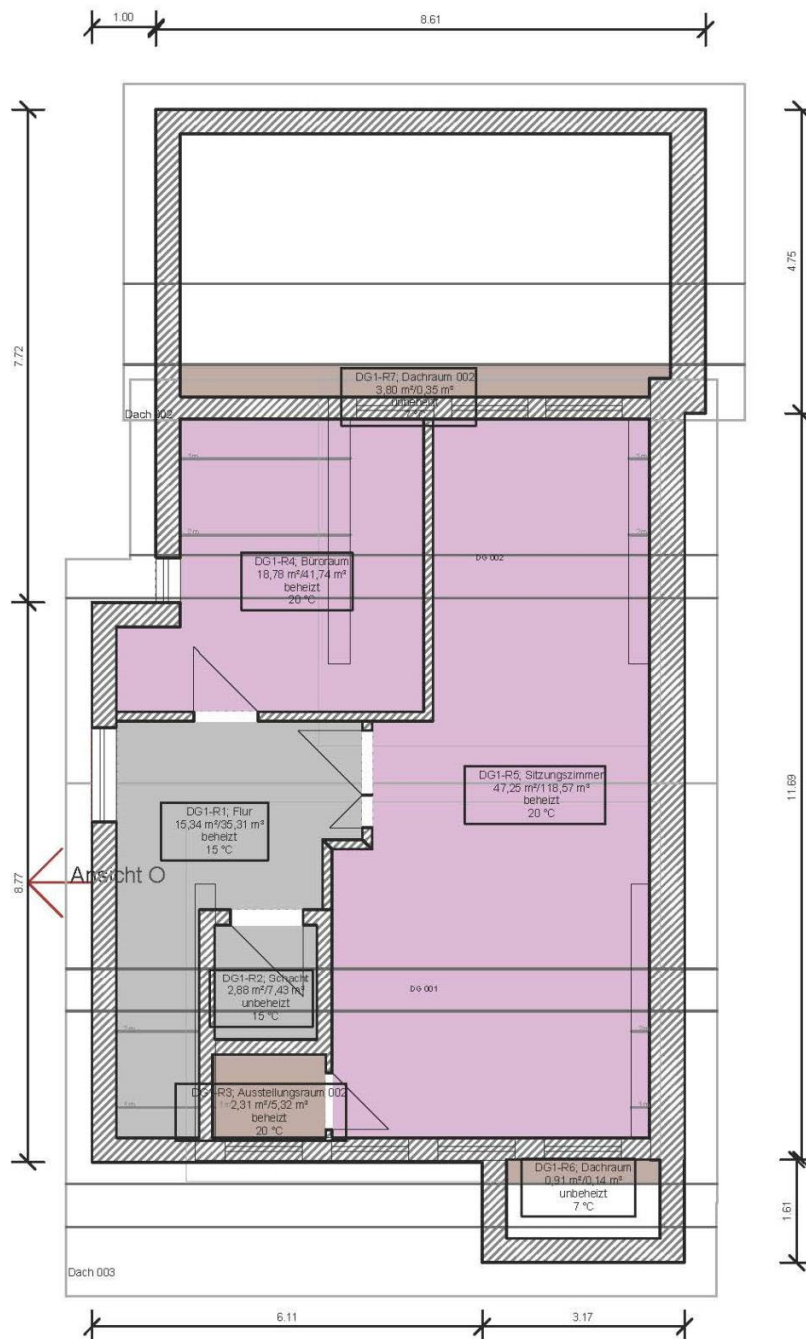 1.00
8.61
7.72
4.75
DG1-R7; Dachraum 002
3,80 m²/0,35 m³
unbeheizt
7 °C
Dach 002
DG 002
DG1-R4; Büroraum
18,78 m²/41,74 m³
beheizt
20 °C
DG1-R5; Sitzungszimmer
47,25 m²/118,57 m³
beheizt
20 °C
11.69
DG1-R1; Flur
15,34 m²/35,31 m³
beheizt
15 °C
8.77
Ansicht O
DG1-R2; Schacht
2,88 m²/7,43 m³
unbeheizt
15 °C
DG 001
DG1-R3; Ausstellungsraum 002
2,31 m²/5,32 m³
beheizt
20 °C
DG1-R6; Dachraum
0,91 m²/0,14 m³
unbeheizt
7 °C
1.61
Dach 003
6.11
3.17